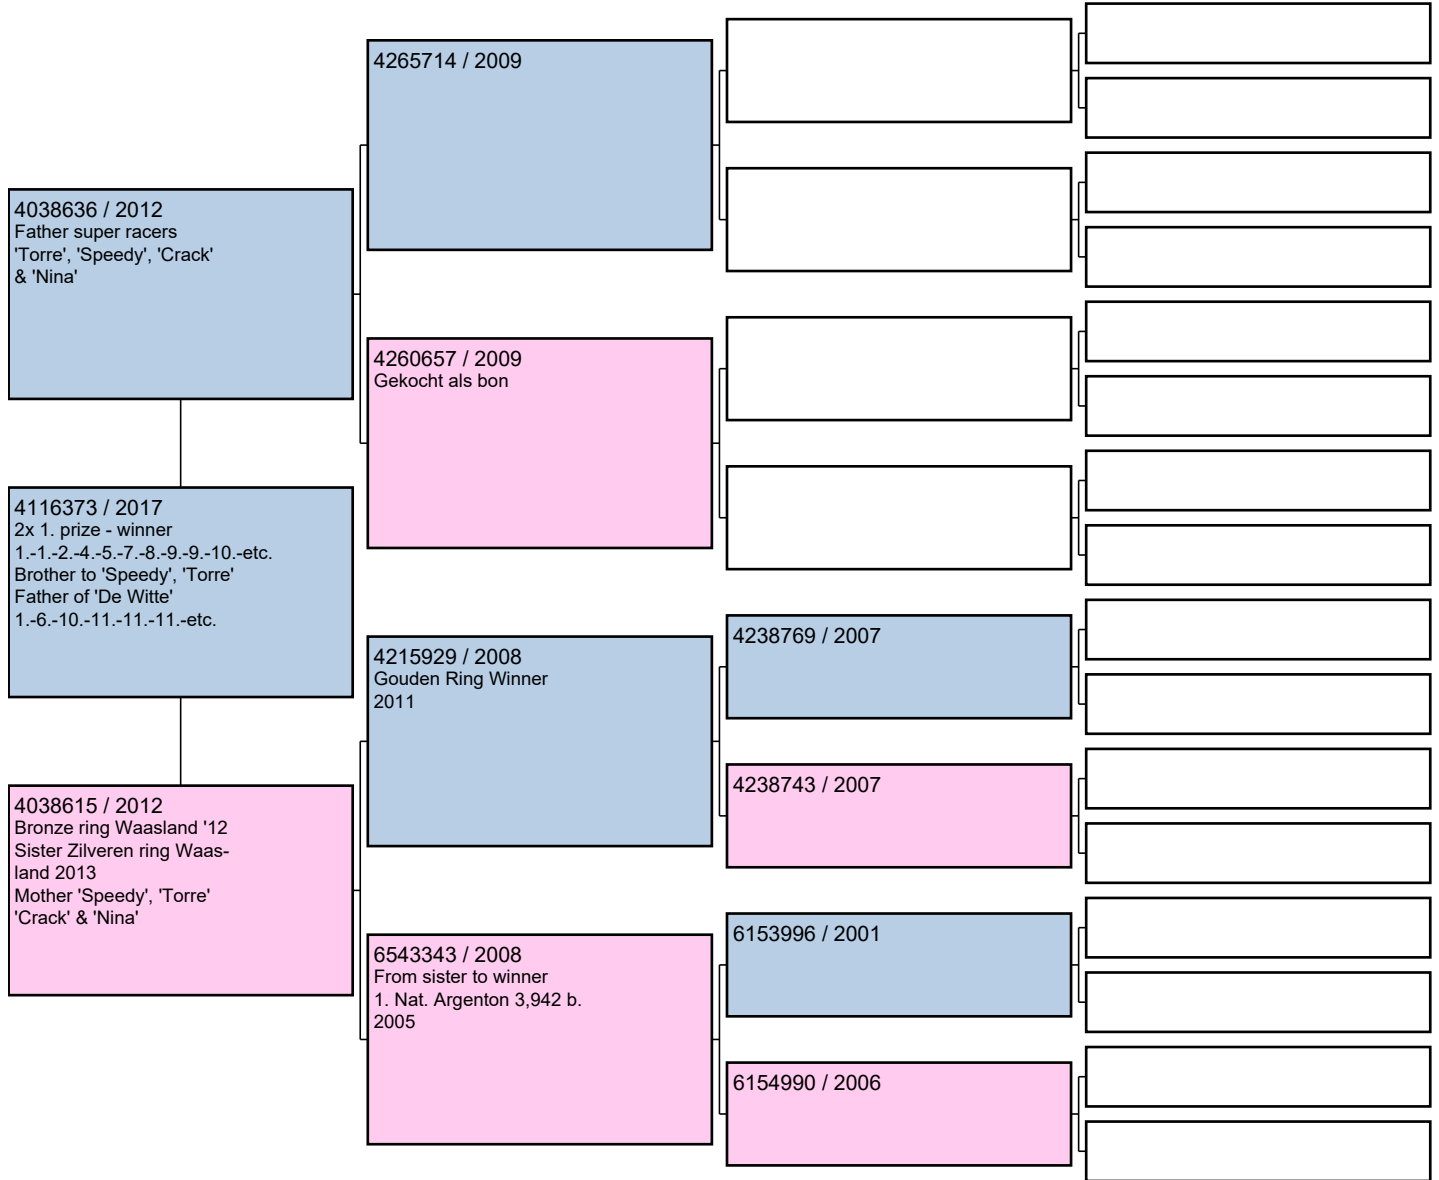 4038636 / 2012
Father super racers
'Torre', 'Speedy', 'Crack'
& 'Nina'
4116373 / 2017
2x 1. prize - winner
1.-1.-2.-4.-5.-7.-8.-9.-9.-10.-etc.
Brother to 'Speedy', 'Torre'
Father of 'De Witte'
1.-6.-10.-11.-11.-11.-etc.
4038615 / 2012
Bronze ring Waasland '12
Sister Zilveren ring Waas-
land 2013
Mother 'Speedy', 'Torre'
'Crack' & 'Nina'
4265714 / 2009
4260657 / 2009
Gekocht als bon
4215929 / 2008
Gouden Ring Winner
2011
6543343 / 2008
From sister to winner
1. Nat. Argenton 3,942 b.
2005
4238769 / 2007
4238743 / 2007
6153996 / 2001
6154990 / 2006